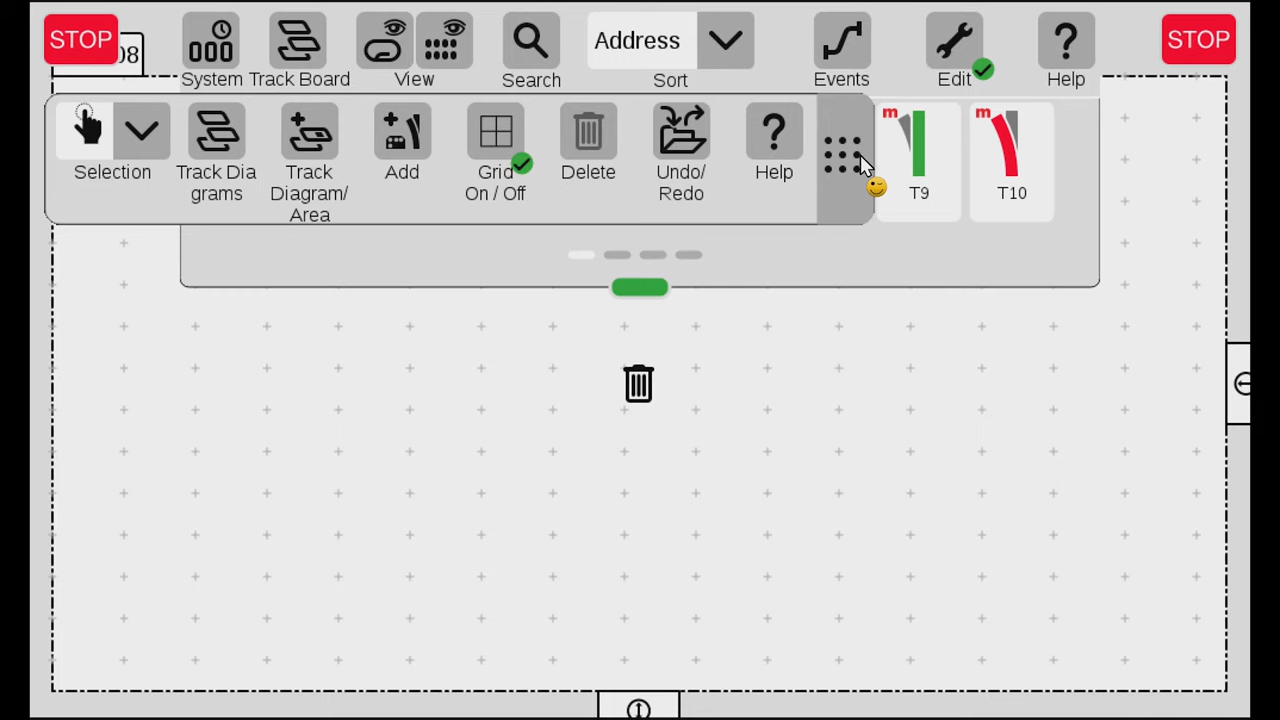 STOP
08
System
Track Board
View
Search
Address
Sort
Events
Edit
Help
STOP
Selection
Track Dia
grams
Track
Diagram/
Area
Add
Grid
On / Off
Delete
Undo/
Redo
Help
m
T9
m
T10